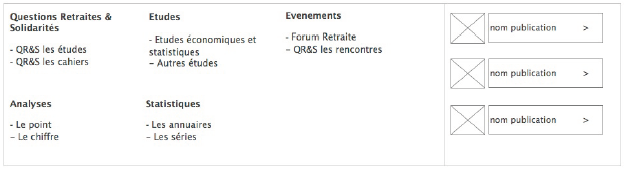 Questions Retraites &
Solidarités
- QR&S les études
- QR&S les cahiers
Etudes
- Etudes économiques et
statistiques
- Autres études
Evenements
- Forum Retraite
- QR&S les rencontres
Analyses
- Le point
- Le chiffre
Statistiques
- Les annuaires
- Les séries
nom publication >
nom publication >
nom publication >